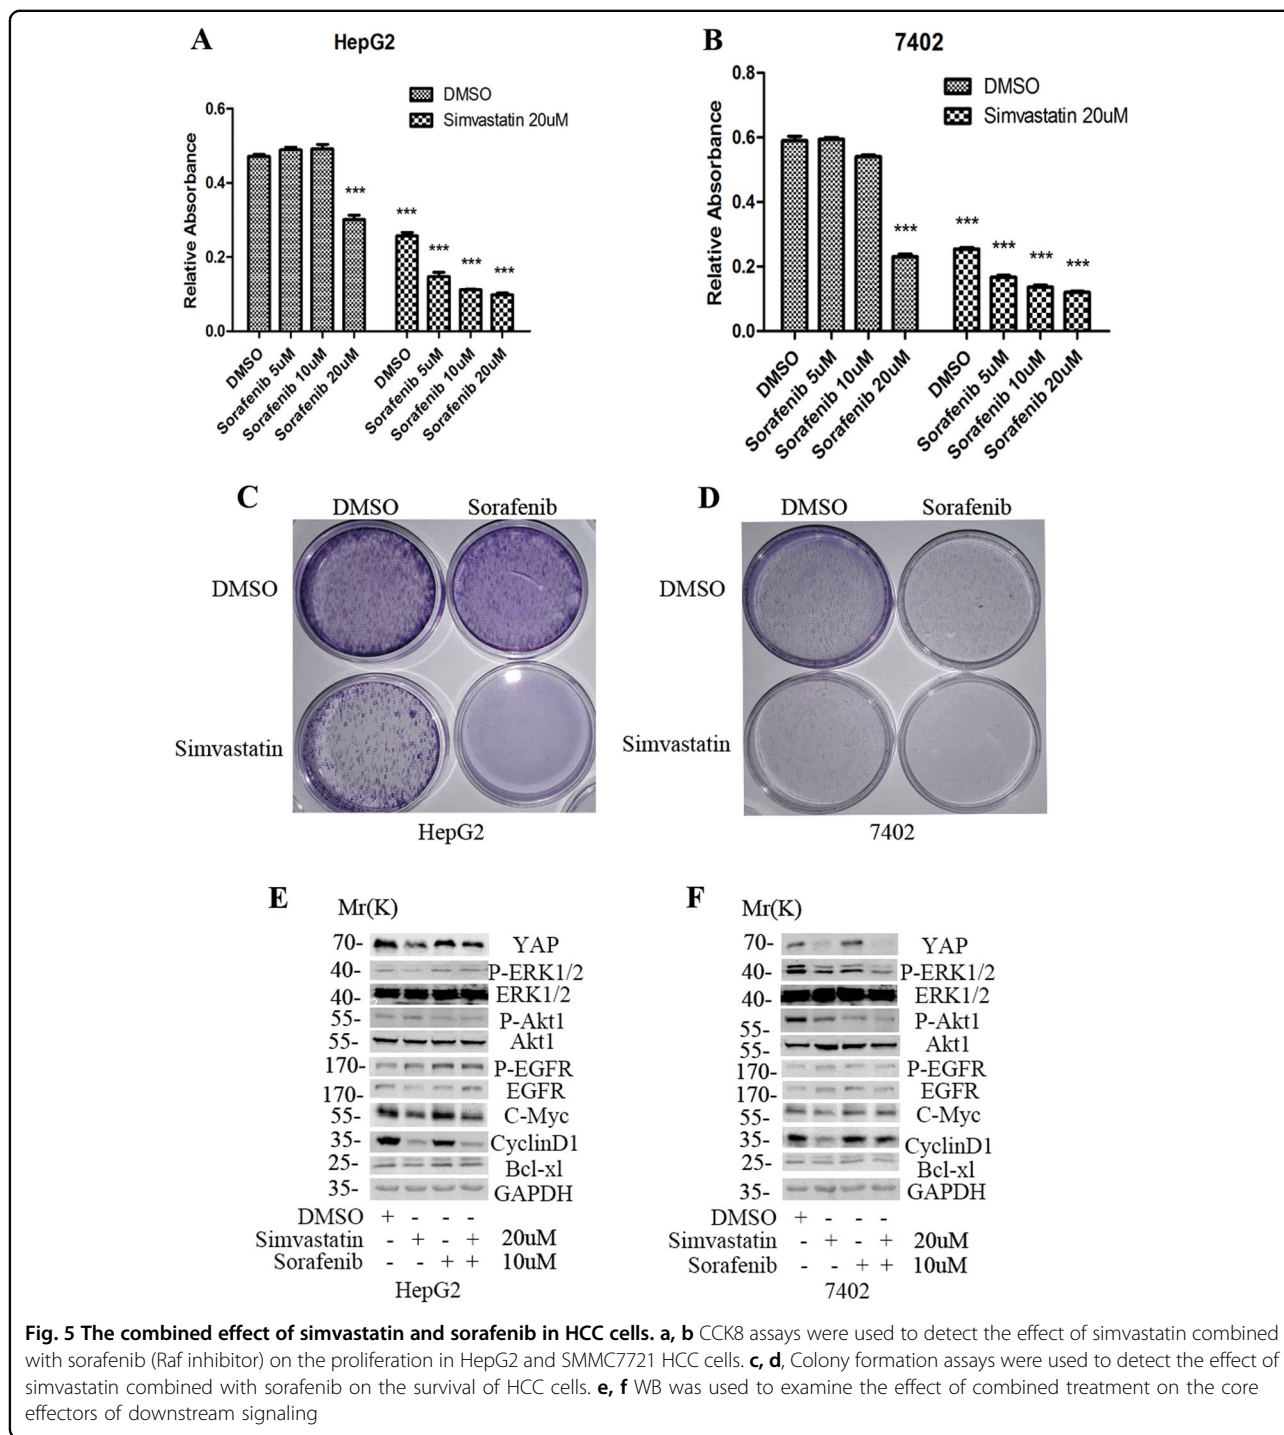 A
HepG2
DMSO
Simvastatin 20uM
Relative Absorbance
0.6
0.4
0.2
0.0
***
***
***
***
***
DMSO
Sorafenib 5uM
Sorafenib 10uM
Sorafenib 20uM
DMSO
Sorafenib 5uM
Sorafenib 10uM
Sorafenib 20uM
B
7402
DMSO
Simvastatin 20uM
Relative Absorbance
0.8
0.6
0.4
0.2
0.0
***
***
***
***
***
DMSO
Sorafenib 5uM
Sorafenib 10uM
Sorafenib 20uM
DMSO
Sorafenib 5uM
Sorafenib 10uM
Sorafenib 20uM
C
DMSO Sorafenib
DMSO
Simvastatin
HepG2
D
DMSO Sorafenib
DMSO
Simvastatin
7402
E
Mr(K)
70- YAP
40- P-ERK1/2
40- ERK1/2
55- P-Akt1
55- Akt1
170- P-EGFR
170- EGFR
55- C-Myc
35- CyclinD1
25- Bcl-xl
35- GAPDH
DMSO + - - -
Simvastatin - + - + 20uM
Sorafenib - - + + 10uM
HepG2
F
Mr(K)
70- YAP
40- P-ERK1/2
40- ERK1/2
55- P-Akt1
55- Akt1
170- P-EGFR
170- EGFR
55- C-Myc
35- CyclinD1
25- Bcl-xl
35- GAPDH
DMSO + - - -
Simvastatin - + - + 20uM
Sorafenib - - + + 10uM
7402
Fig. 5 The combined effect of simvastatin and sorafenib in HCC cells. a, b CCK8 assays were used to detect the effect of simvastatin combined
with sorafenib (Raf inhibitor) on the proliferation in HepG2 and SMMC7721 HCC cells. c, d, Colony formation assays were used to detect the effect of
simvastatin combined with sorafenib on the survival of HCC cells. e, f WB was used to examine the effect of combined treatment on the core
effectors of downstream signaling